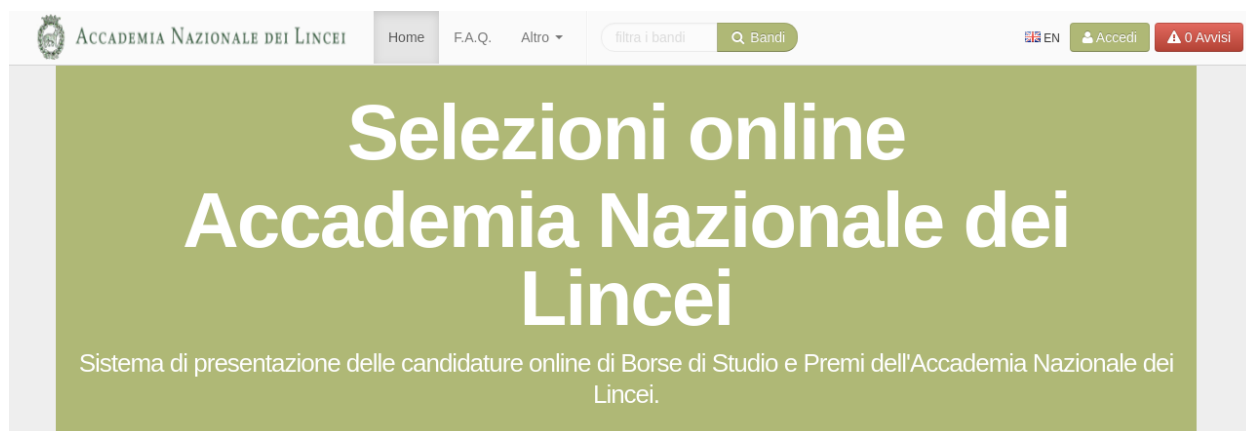 Accademia Nazionale dei Lincei Home F.A.Q. Altro filtra i bandi Bandi EN Accedi 0 Avvisi
Selezioni online
Accademia Nazionale dei
Lincei
Sistema di presentazione delle candidature online di Borse di Studio e Premi dell'Accademia Nazionale dei
Lincei.